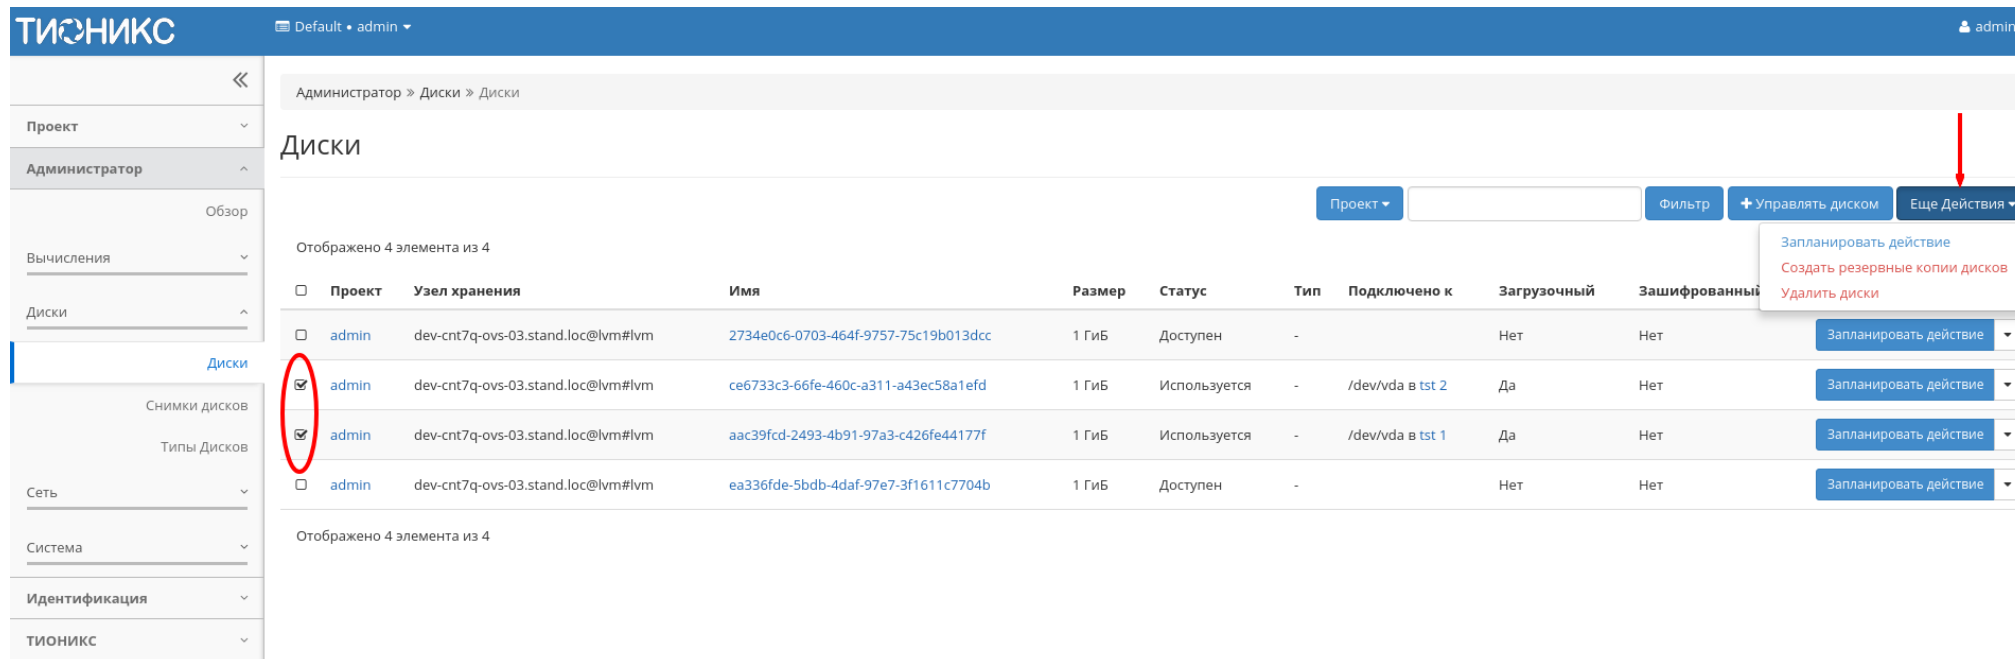 ТИОНИКС
Default • admin
admin
Администратор » Диски » Диски
Проект
Диски
Администратор
Обзор
Проект
Фильтр
Управлять диском
Еще Действия
Запланировать действие
Создать резервные копии дисков
Удалить диски
Отображено 4 элемента из 4
Вычисления
Проект Узел хранения Имя Размер Статус Тип Подключено к Загрузочный Зашифрованный
Диски
admin dev-cnt7q-ovs-03.stand.loc@lvm#lvm 2734e0c6-0703-464f-9757-75c19b013dcc 1 ГиБ Доступен - Нет Нет Запланировать действие
Диски
admin dev-cnt7q-ovs-03.stand.loc@lvm#lvm ce6733c3-66fe-460c-a311-a43ec58a1efd 1 ГиБ Используется - /dev/vda в tst 2 Да Нет Запланировать действие
Снимки дисков
admin dev-cnt7q-ovs-03.stand.loc@lvm#lvm aac39fcd-2493-4b91-97a3-c426fe44177f 1 ГиБ Используется - /dev/vda в tst 1 Да Нет Запланировать действие
Типы Дисков
admin dev-cnt7q-ovs-03.stand.loc@lvm#lvm ea336fde-5bdb-4daf-97e7-3f1611c7704b 1 ГиБ Доступен - Нет Нет Запланировать действие
Сеть
Отображено 4 элемента из 4
Система
Идентификация
ТИОНИКС